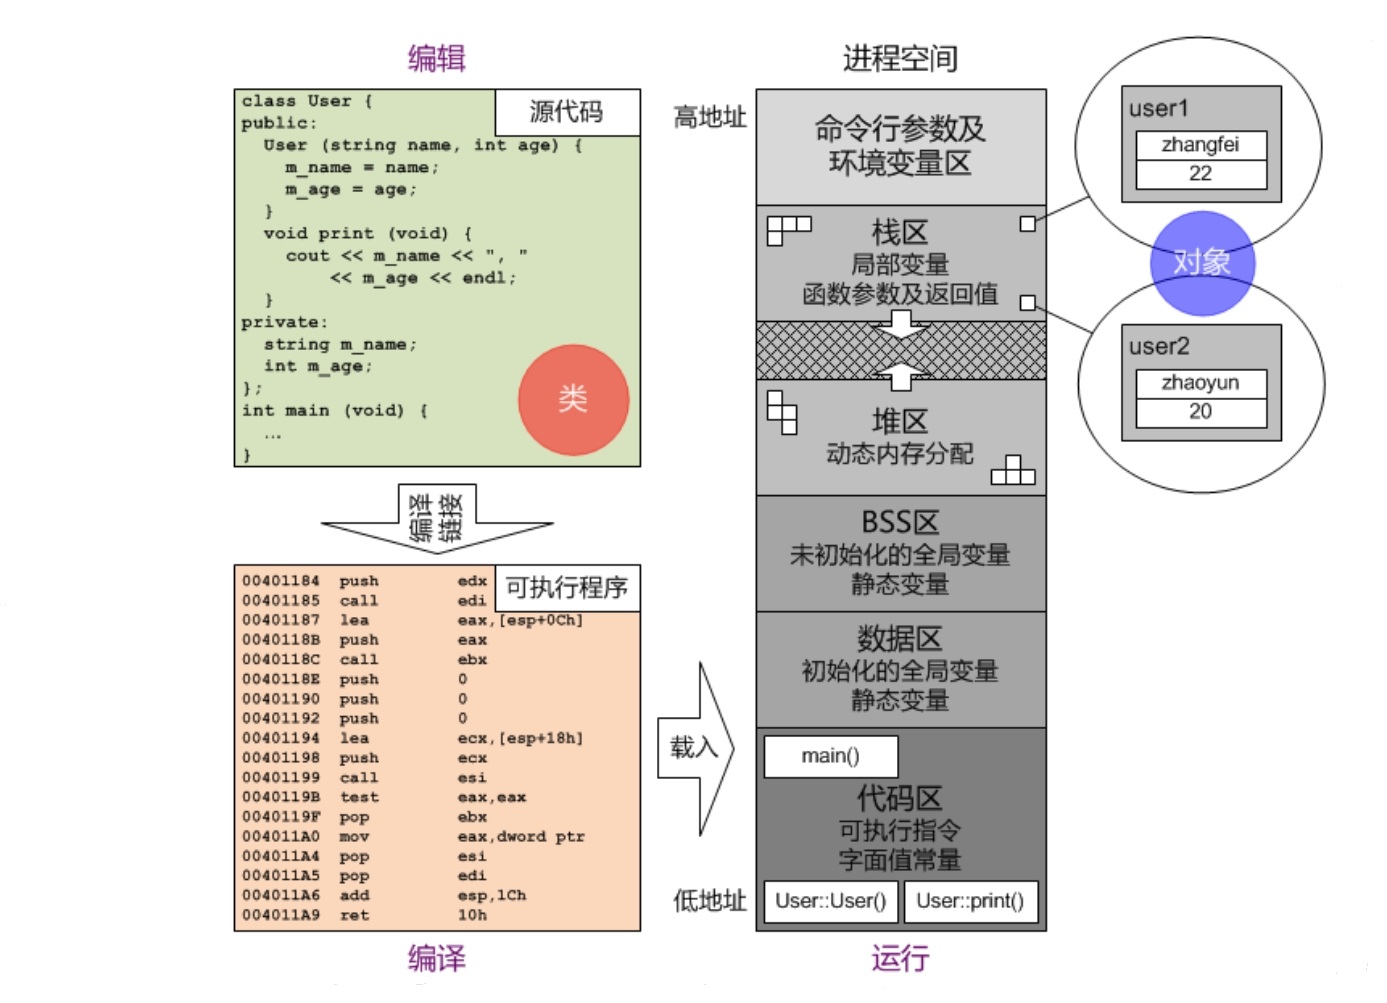 编辑
class User {
public:
User (string name, int age) {
m_name = name;
m_age = age;
}
void print (void) {
cout << m_name << ", "
<< m_age << endl;
}
private:
string m_name;
int m_age;
};
int main (void) {
...
}
源代码
类
编译
链接
00401184 push edx
00401185 call edi
00401187 lea eax,[esp+0Ch]
0040118B push eax
0040118C call ebx
0040118E push 0
00401190 push 0
00401192 push 0
00401194 lea ecx,[esp+18h]
00401198 push ecx
00401199 call esi
0040119B test eax,eax
0040119F pop ebx
004011A0 mov eax,dword ptr
004011A4 pop esi
004011A5 pop edi
004011A6 add esp,1Ch
004011A9 ret 10h
可执行程序
编译
载入
进程空间
高地址
命令行参数及
环境变量区
栈区
局部变量
函数参数及返回值
堆区
动态内存分配
BSS区
未初始化的全局变量
静态变量
数据区
初始化的全局变量
静态变量
main()
代码区
可执行指令
字面值常量
低地址
User::User()
User::print()
运行
user1
zhangfei
22
对象
user2
zhaoyun
20